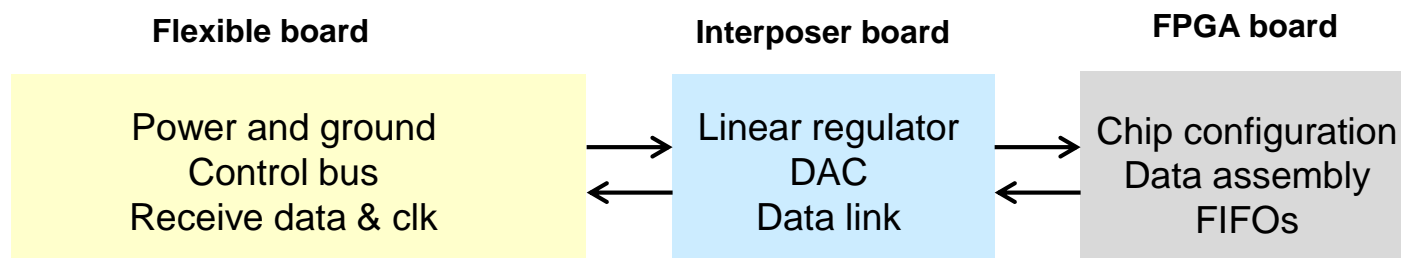 Flexible board
Interposer board
FPGA board
Power and ground
Control bus
Receive data & clk
Linear regulator
DAC
Data link
Chip configuration
Data assembly
FIFOs